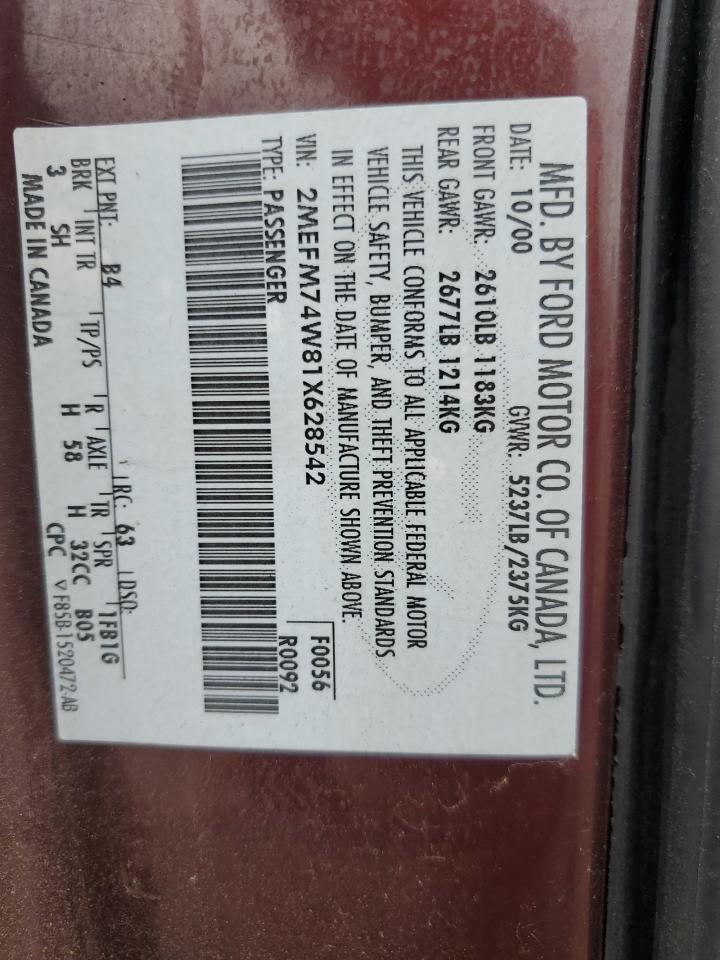 MFD. BY FORD MOTOR CO. OF CANADA, LTD.
DATE: 10/00 GVWR: 5237LB/2375KG
FRONT GAWR: 2610LB 1183KG
REAR GAWR: 2677LB 1214KG
THIS VEHICLE CONFORMS TO ALL APPLICABLE FEDERAL MOTOR
VEHICLE SAFETY, BUMPER, AND THEFT PREVENTION STANDARDS
IN EFFECT ON THE DATE OF MANUFACTURE SHOWN ABOVE.
VIN: 2MEFM74W81X628542 F0056
TYPE: PASSENGER R0092
EXT PNT: B4 RC: 63 DSO: 1FB1G
BRK INT TR TP/PS R AXLE TR SPR B05
3 SH H 58 H 32CC
MADE IN CANADA CPC V F85B-1520472-AB